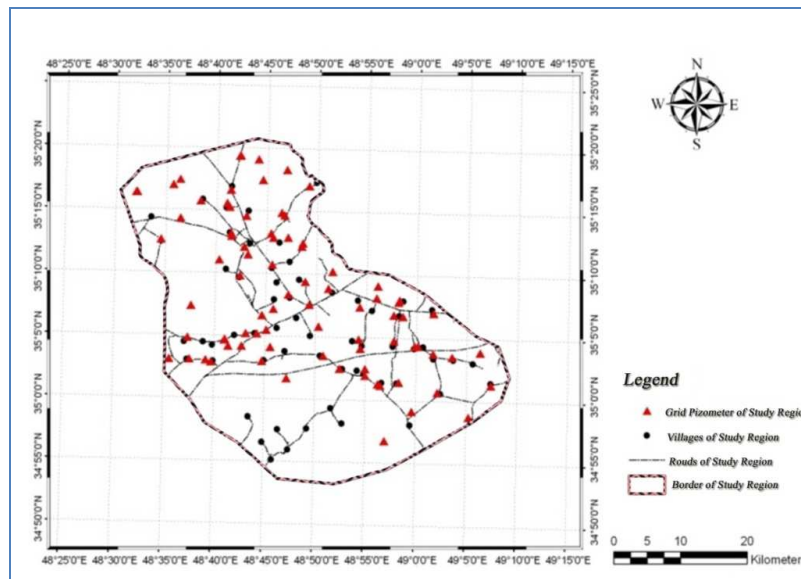 48°25'0"E 48°30'0"E 48°35'0"E 48°40'0"E 48°45'0"E 48°50'0"E 48°55'0"E 49°0'0"E 49°5'0"E 49°10'0"E 49°15'0"E
N
W E
S
35°25'0"N
35°20'0"N 35°20'0"N
35°15'0"N 35°15'0"N
35°10'0"N 35°10'0"N
35°5'0"N 35°5'0"N
35°0'0"N 35°0'0"N
34°55'0"N 34°55'0"N
34°50'0"N 34°50'0"N
48°25'0"E 48°30'0"E 48°35'0"E 48°40'0"E 48°45'0"E 48°50'0"E 48°55'0"E 49°0'0"E 49°5'0"E 49°10'0"E 49°15'0"E
Legend
Grid Pizometer of Study Regio
Villages of Study Region
Rouds of Study Region
Border of Study Region
0 5 10 20
Kilometer